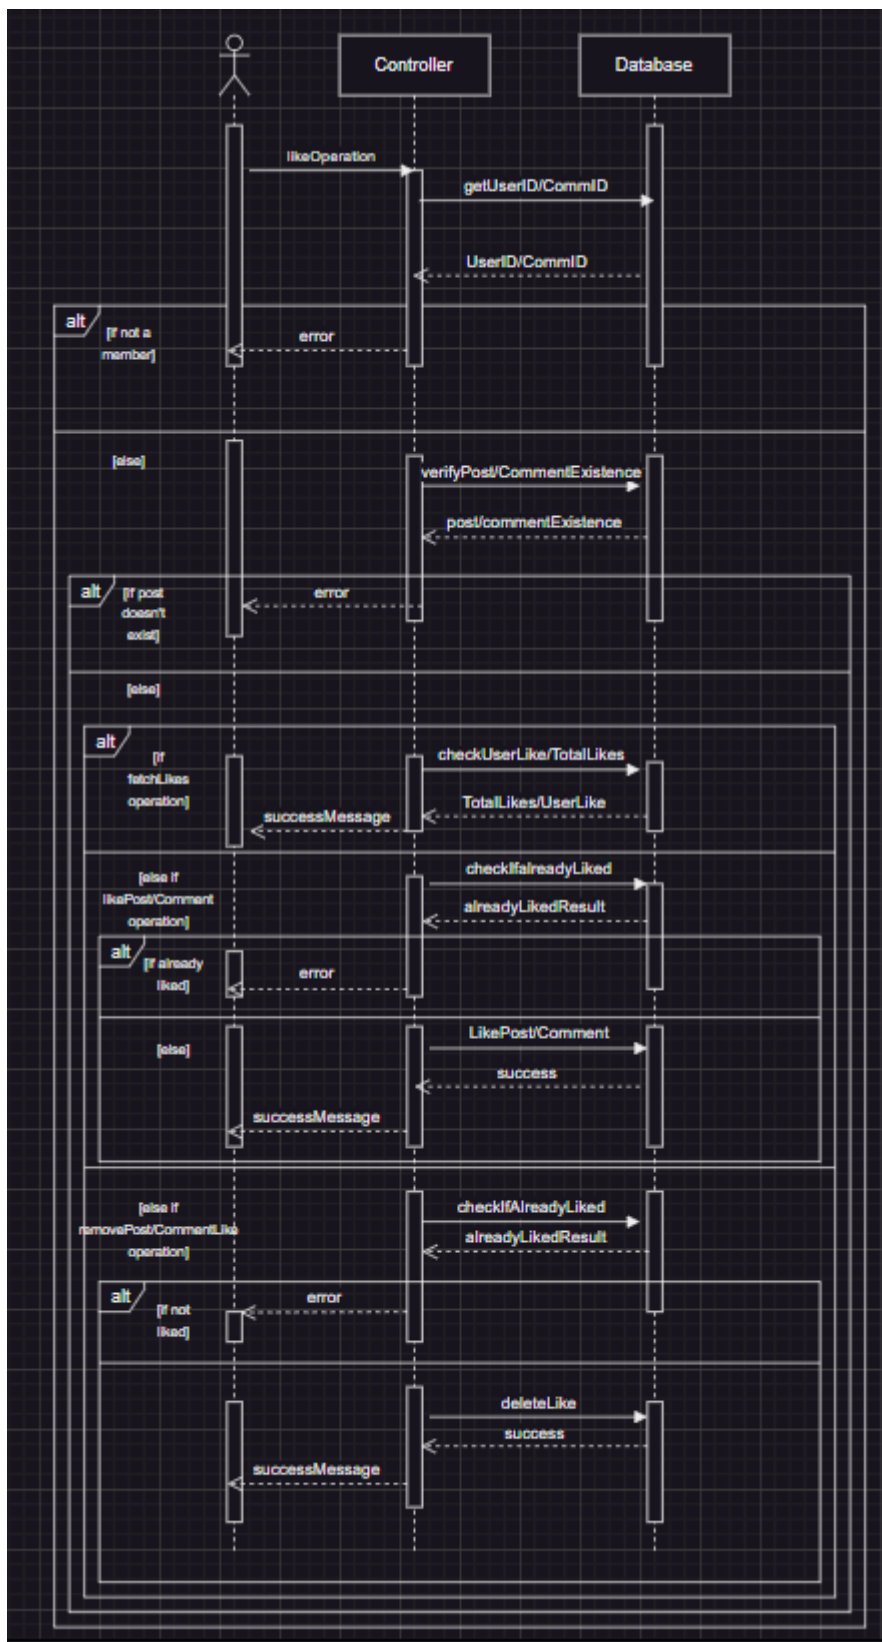 Controller
Database
likeOperation
getUserID/CommID
UserID/CommID
alt
[If not a
member]
error
[else]
verifyPost/CommentExistence
post/commentExistence
alt
[If post
doesn't
exist]
error
[else]
alt
[If
fetchLikes
operation]
checkUserLike/TotalLikes
TotalLikes/UserLike
successMessage
[else if
likePost/Comment
operation]
checkIfalreadyLiked
alreadyLikedResult
alt
[If already
liked]
error
[else]
LikePost/Comment
success
successMessage
[else if
removePost/CommentLike
operation]
checkIfAlreadyLiked
alreadyLikedResult
alt
[If not
liked]
error
deleteLike
success
successMessage